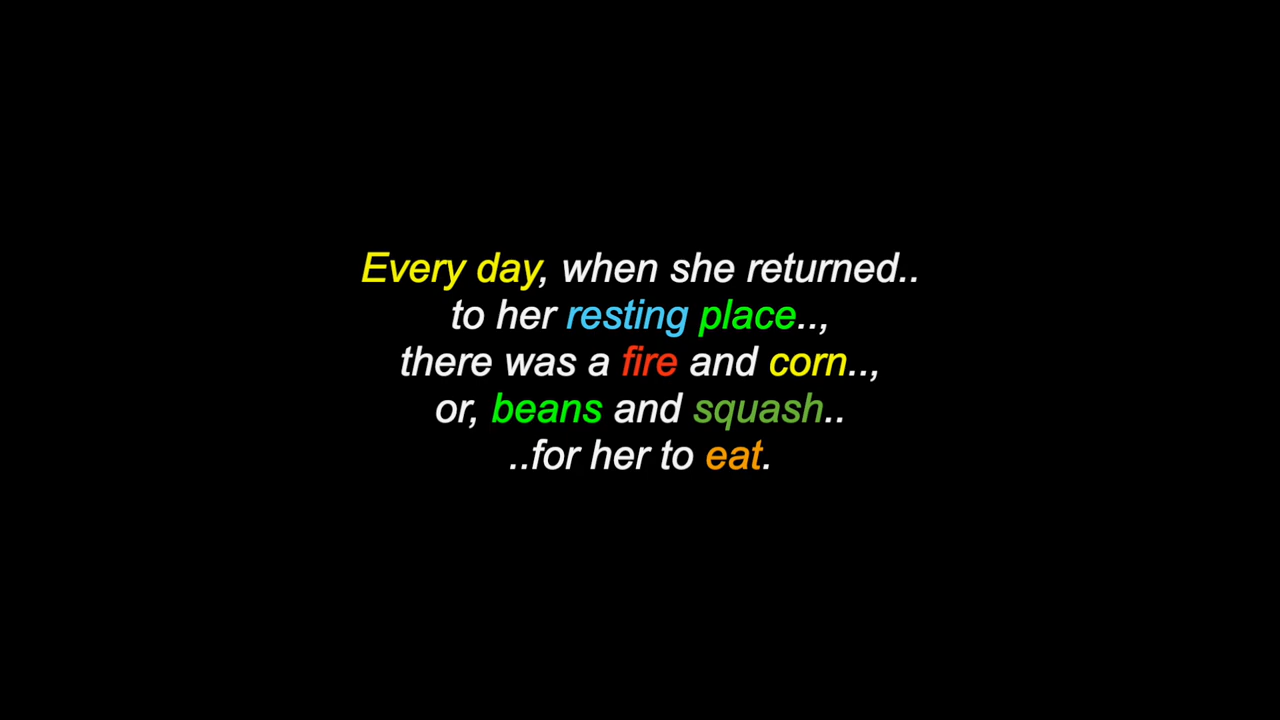 Every day, when she returned..
to her resting place..,
there was a fire and corn..,
or, beans and squash..
..for her to eat.